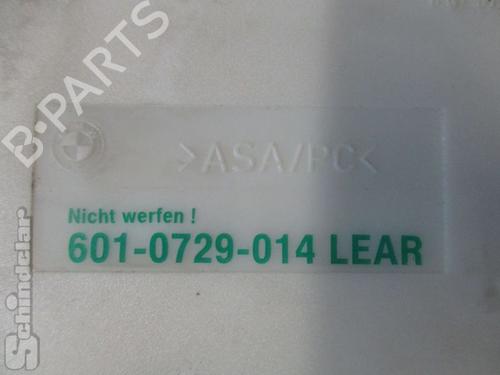 B-PARTS
>ASA/PC<
Nicht werfen !
601-0729-014 LEAR
Schindelar